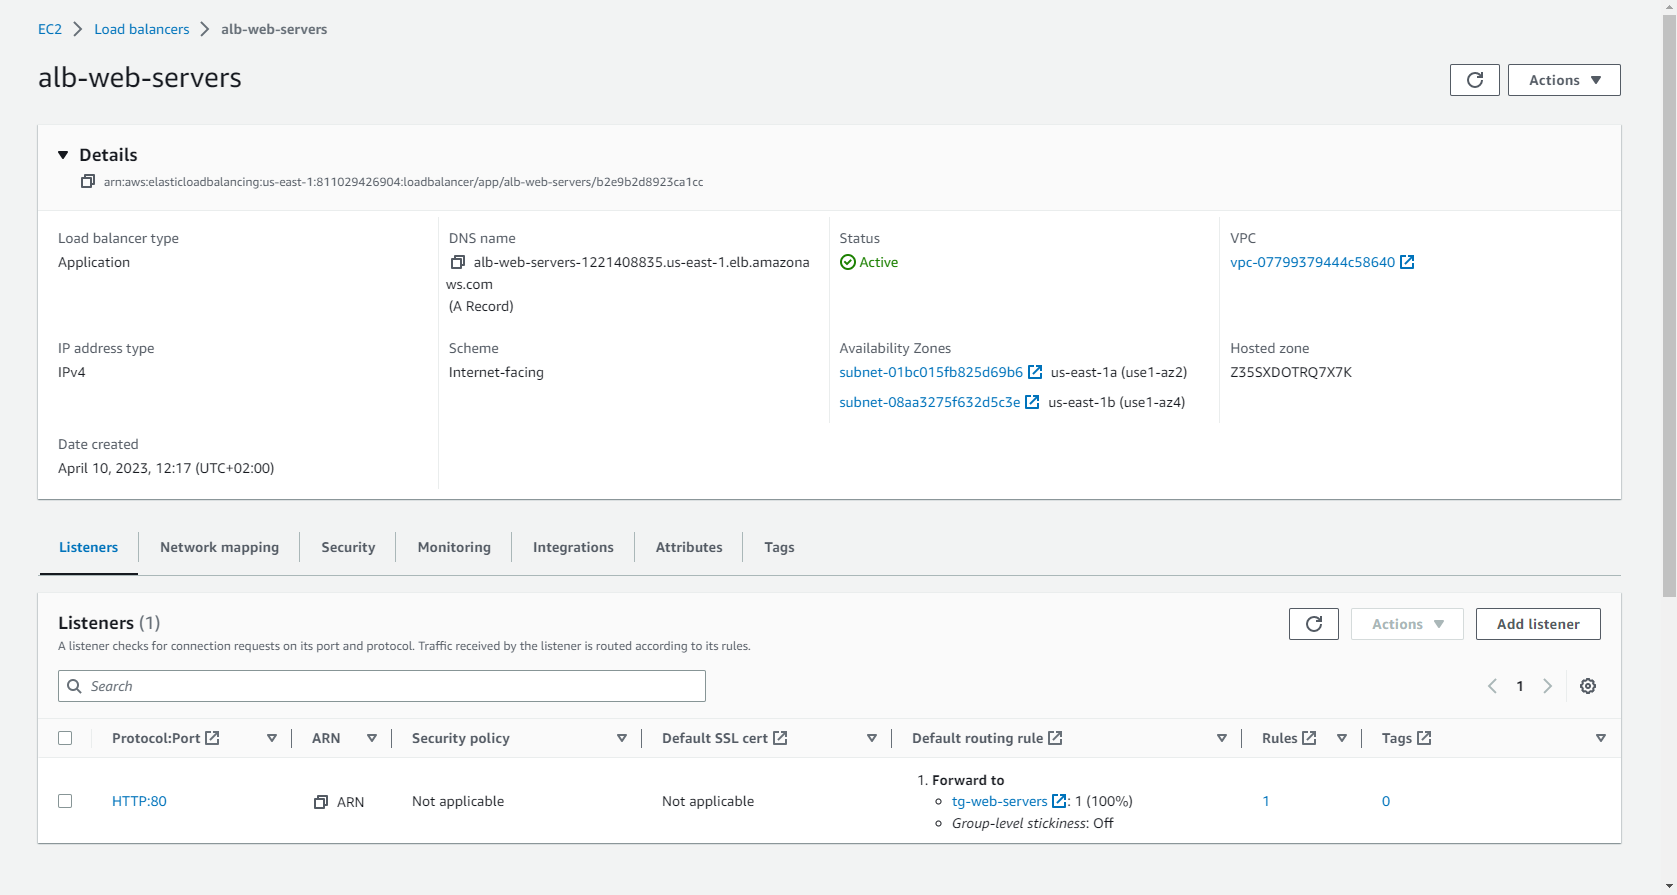 EC2 > Load balancers > alb-web-servers
alb-web-servers
Actions
Details
arn:aws:elasticloadbalancing:us-east-1:811029426904:loadbalancer/app/alb-web-servers/b2e9b2d8923ca1cc
Load balancer type
Application
DNS name
alb-web-servers-1221408835.us-east-1.elb.amazona
ws.com
(A Record)
Status
Active
VPC
vpc-07799379444c58640
IP address type
IPv4
Scheme
Internet-facing
Availability Zones
subnet-01bc015fb825d69b6 us-east-1a (use1-az2)
subnet-08aa3275f632d5c3e us-east-1b (use1-az4)
Hosted zone
Z35SXDOTRQ7X7K
Date created
April 10, 2023, 12:17 (UTC+02:00)
Listeners Network mapping Security Monitoring Integrations Attributes Tags
Listeners (1)
A listener checks for connection requests on its port and protocol. Traffic received by the listener is routed according to its rules.
Actions Add listener
Search
1
Protocol:Port ARN Security policy Default SSL cert Default routing rule Rules Tags
HTTP:80 ARN Not applicable Not applicable
1. Forward to
tg-web-servers : 1 (100%)
Group-level stickiness: Off
1 0